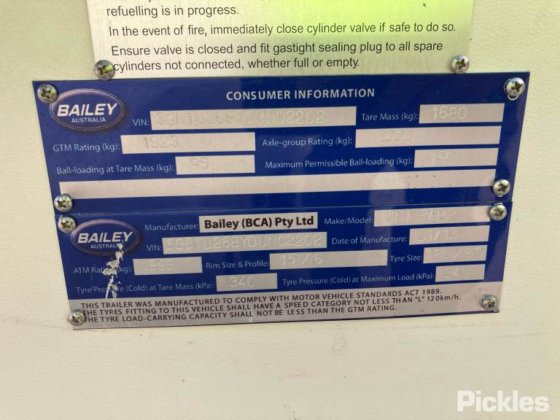 refuelling is in progress.
In the event of fire, immediately close cylinder valve if safe to do so.
Ensure valve is closed and fit gastight sealing plug to all spare
cylinders not connected, whether full or empty.
CONSUMER INFORMATION
BAILEY
AUSTRALIA
VIN: Tare Mass (kg): 1580
GTM Rating (kg): 1923 Axle-group Rating (kg):
Ball-loading at Tare Mass (kg): 99 Maximum Permissible Ball-loading (kg):
Manufacturer: Bailey (BCA) Pty Ltd Make/Model:
BAILEY
AUSTRALIA
VIN: Date of Manufacture:
ATM Rim Size & Profile: Tyre Size:
Tyre Pressure (Cold) at Tare Mass (kPa): 340 Tyre Pressure (Cold) at Maximum Load (kPa):
THIS TRAILER WAS MANUFACTURED TO COMPLY WITH MOTOR VEHICLE STANDARDS ACT 1989.
THE TYRES FITTING TO THIS VEHICLE SHALL HAVE A SPEED CATEGORY NOT LESS THAN "L" 120km/h.
THE TYRE LOAD-CARRYING CAPACITY SHALL NOT BE LESS THAN THE GTM RATING.
Pickles